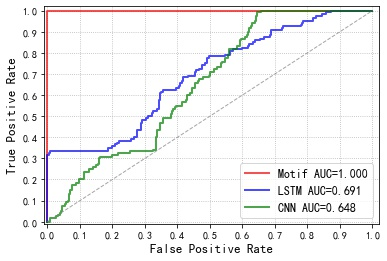 1.0
0.9
0.8
0.7
0.6
0.5
0.4
0.3
0.2
0.1
0.0
True Positive Rate
Motif AUC=1.000
LSTM AUC=0.691
CNN AUC=0.648
0.0 0.1 0.2 0.3 0.4 0.5 0.6 0.7 0.8 0.9 1.0
False Positive Rate